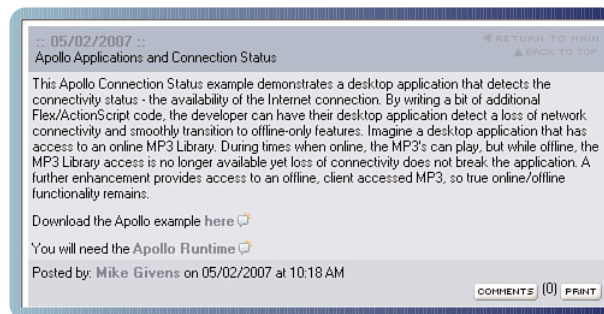 :: 05/02/2007 ::
RETURN TO MAIN
Apollo Applications and Connection Status
BACK TO TOP
This Apollo Connection Status example demonstrates a desktop application that detects the
connectivity status - the availability of the Internet connection. By writing a bit of additional
Flex/ActionScript code, the developer can have their desktop application detect a loss of network
connectivity and smoothly transition to offline-only features. Imagine a desktop application that has
access to an online MP3 Library. During times when online, the MP3's can play, but while offline, the
MP3 Library access is no longer available yet loss of connectivity does not break the application. A
further enhancement provides access to an offline, client accessed MP3, so true online/offline
functionality remains.
Download the Apollo example here
You will need the Apollo Runtime
Posted by: Mike Givens on 05/02/2007 at 10:18 AM
COMMENTS (0) PRINT